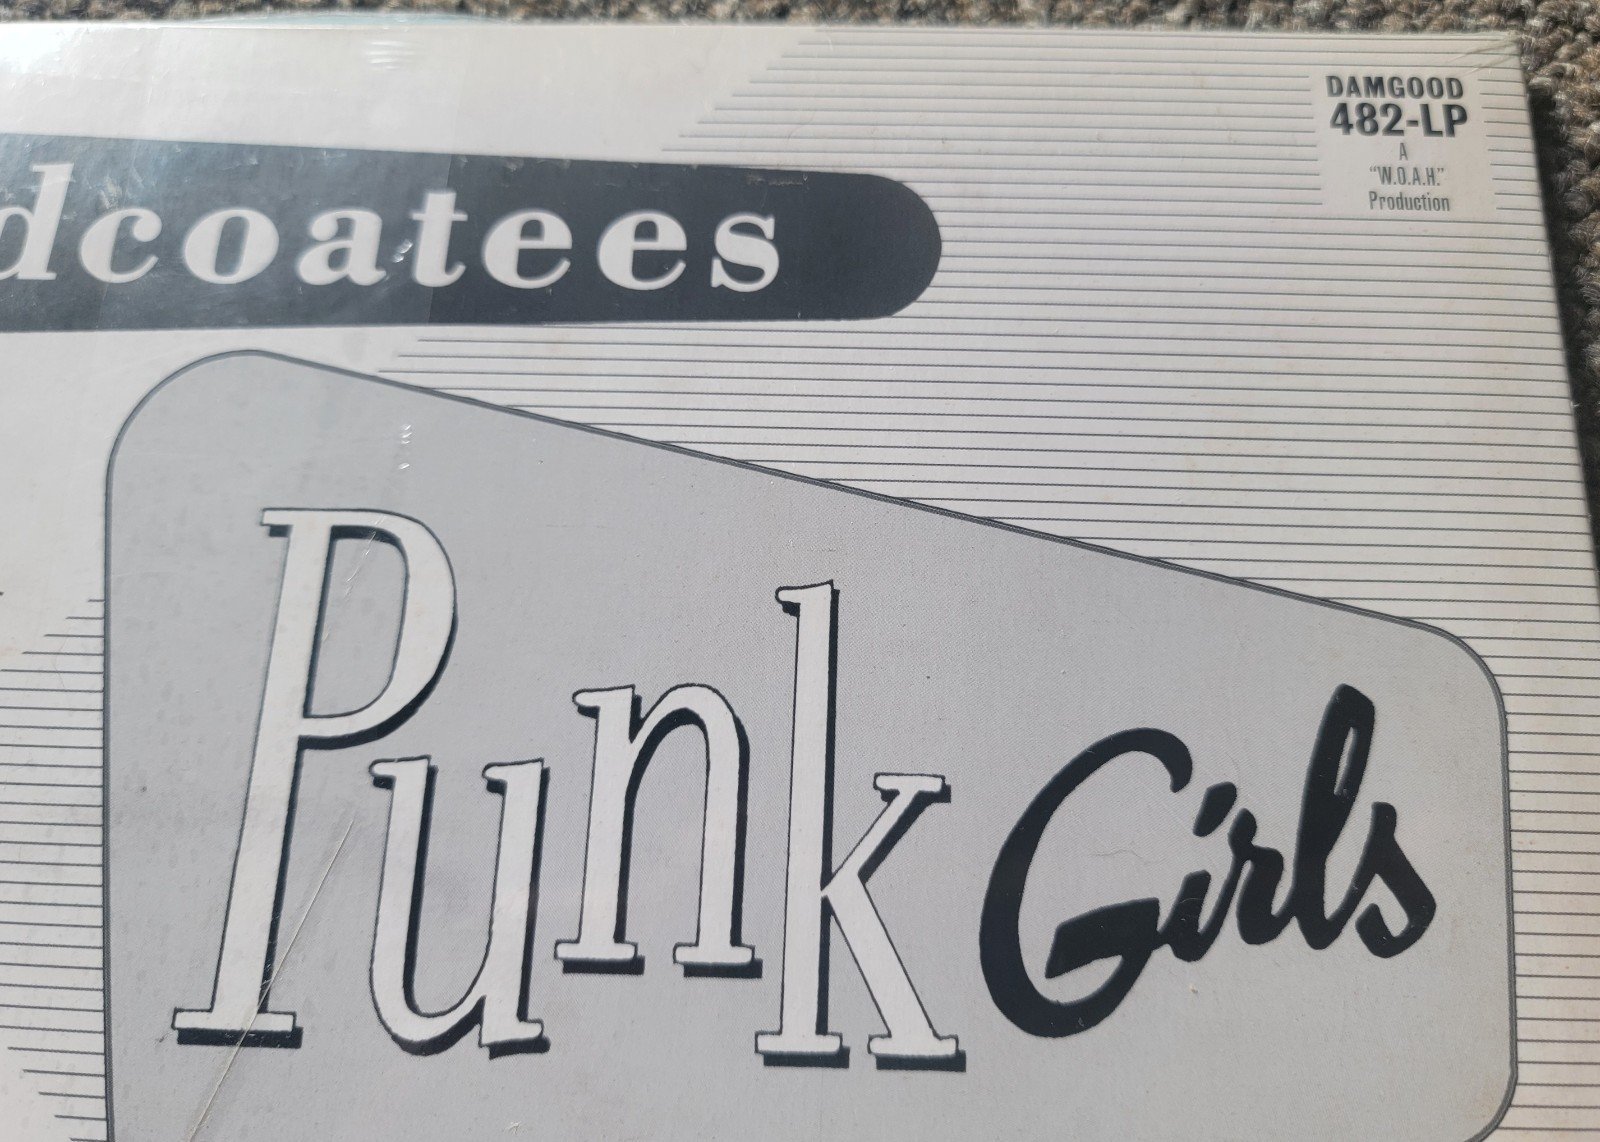 DAMGOOD
482-LP
A
"W.O.A.H."
Production
dcoatees
Punk Girls